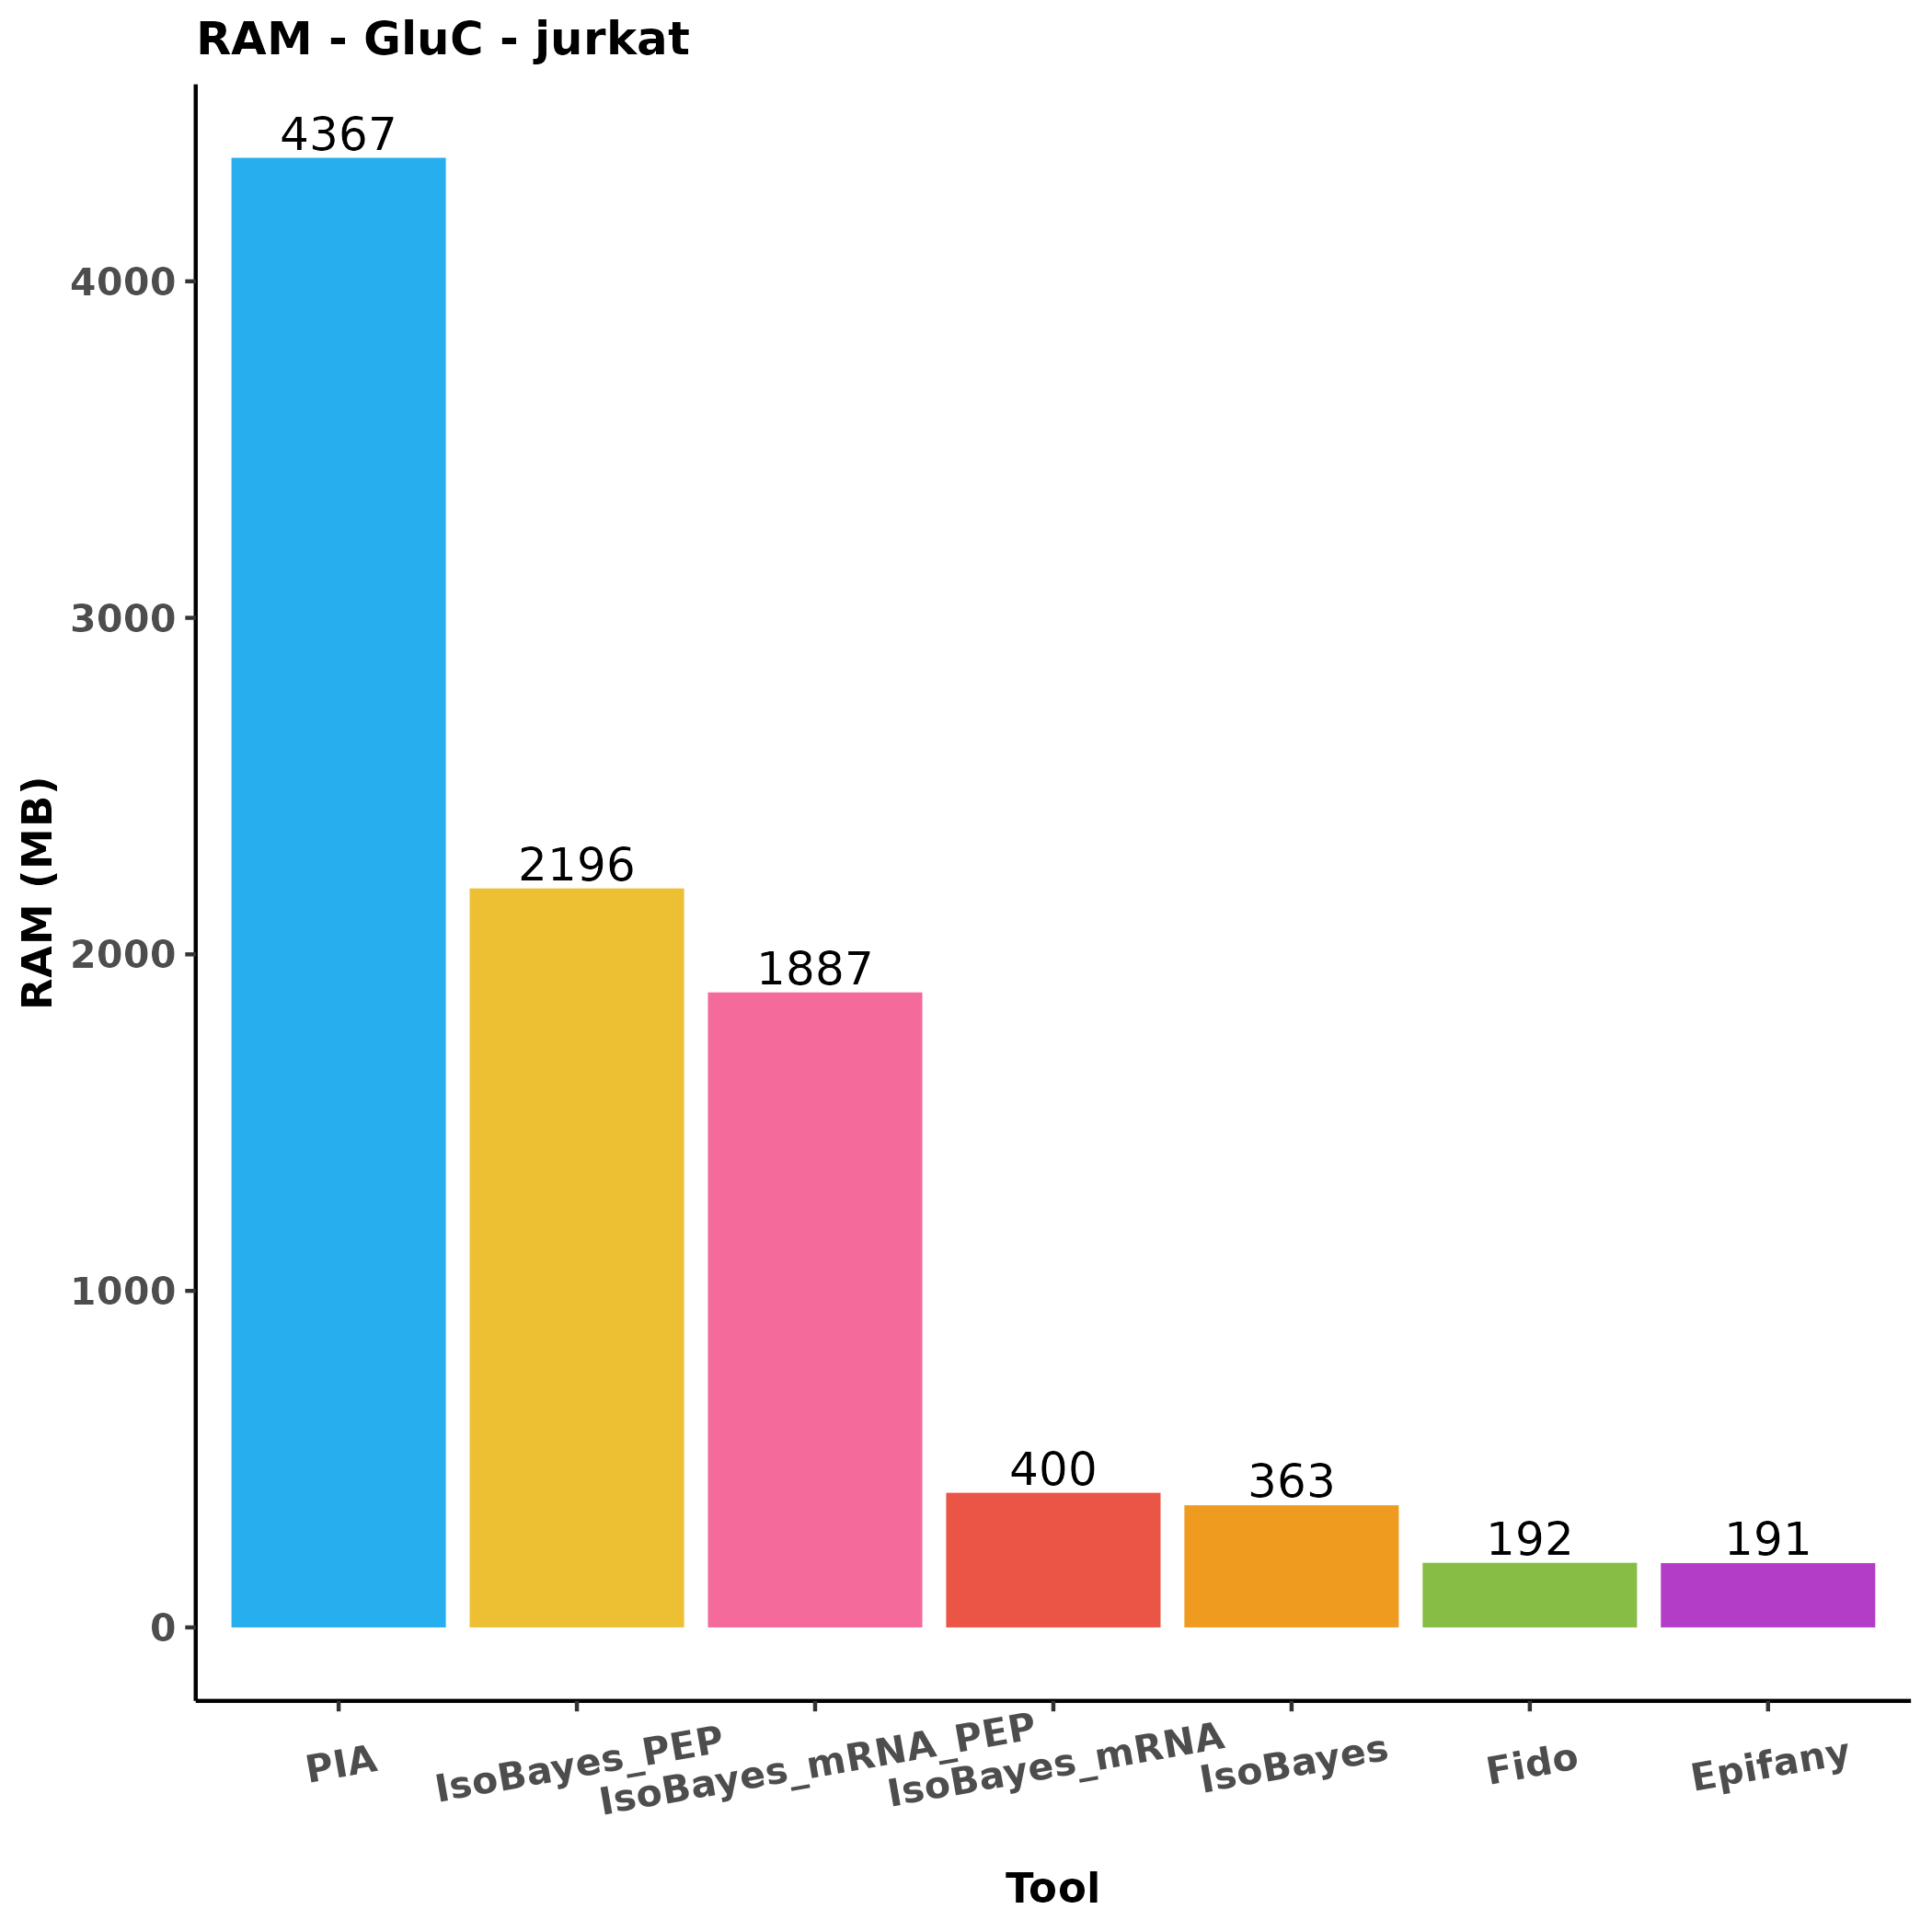 RAM - GluC - jurkat
RAM (MB)
4000
3000
2000
1000
0
4367
2196
1887
400
363
192
191
PIA
IsoBayes_PEP
IsoBayes_mRNA_PEP
IsoBayes_mRNA
IsoBayes
Fido
Epifany
Tool